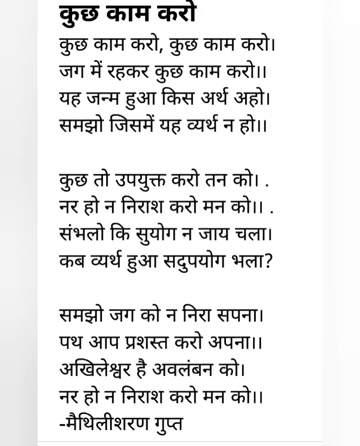 कुछ काम करो
कुछ काम करो, कुछ काम करो।
जग में रहकर कुछ काम करो।।
यह जन्म हुआ किस अर्थ अहो।
समझो जिसमें यह व्यर्थ न हो।।
कुछ तो उपयुक्त करो तन को। .
नर हो न निराश करो मन को।। .
संभलो कि सुयोग न जाय चला।
कब व्यर्थ हुआ सदुपयोग भला?
समझो जग को न निरा सपना।
पथ आप प्रशस्त करो अपना।।
अखिलेश्वर है अवलंबन को।
नर हो न निराश करो मन को।।
-मैथिलीशरण गुप्त